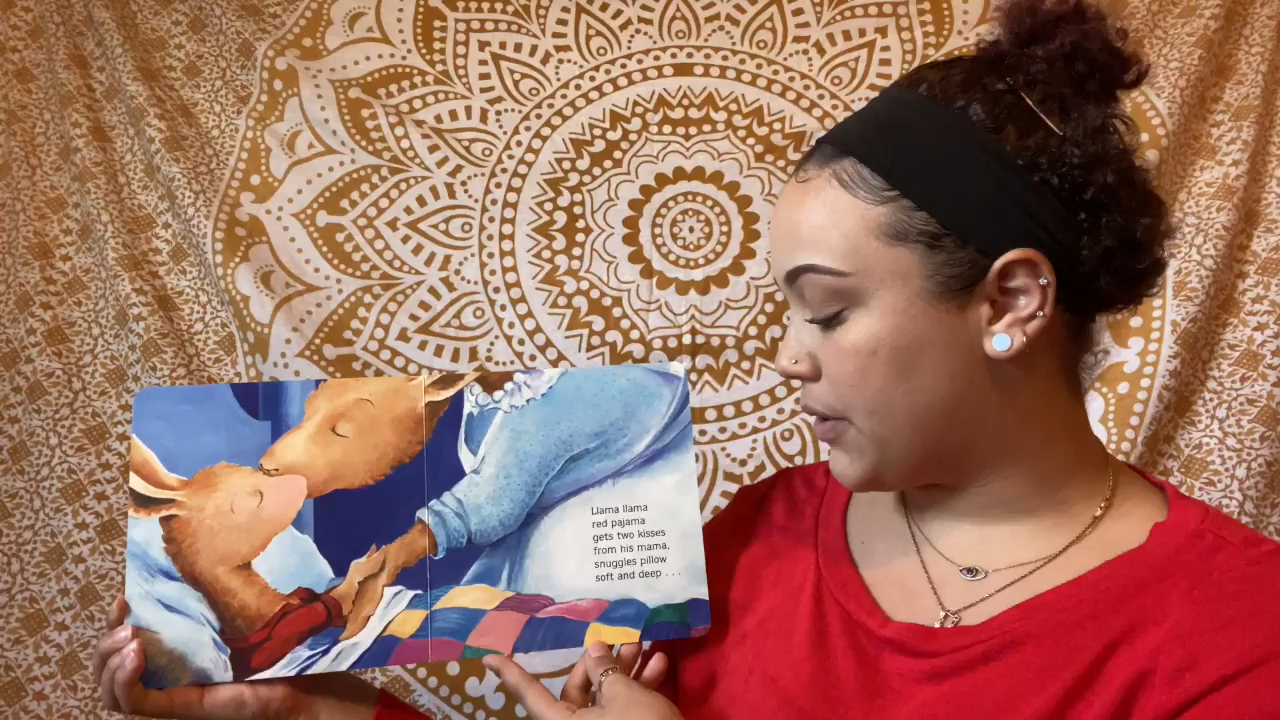 Llama llama
red pajama
gets two kisses
from his mama,
snuggles pillow
soft and deep . . .